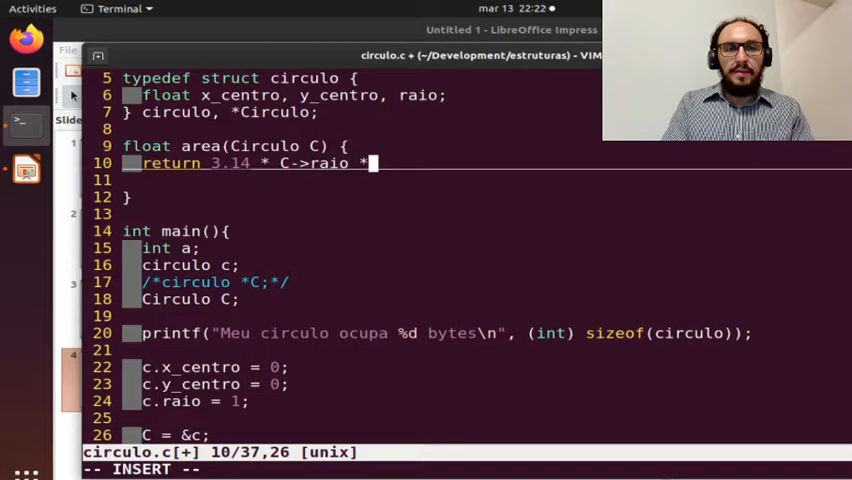 Activities
Terminal
mar 13 22:22
Untitled 1 - LibreOffice Impress
File
circulo.c + (~/Development/estruturas) - VIM
Slide
1
2
3
4
5 typedef struct circulo {
6 float x_centro, y_centro, raio;
7 } circulo, *Circulo;
8
9 float area(Circulo C) {
10 return 3.14 * C->raio *
11
12 }
13
14 int main(){
15 int a;
16 circulo c;
17 /*circulo *C;*/
18 Circulo C;
19
20 printf("Meu circulo ocupa %d bytes\n", (int) sizeof(circulo));
21
22 c.x_centro = 0;
23 c.y_centro = 0;
24 c.raio = 1;
25
26 C = &c;
circulo.c[+] 10/37,26 [unix]
-- INSERT --